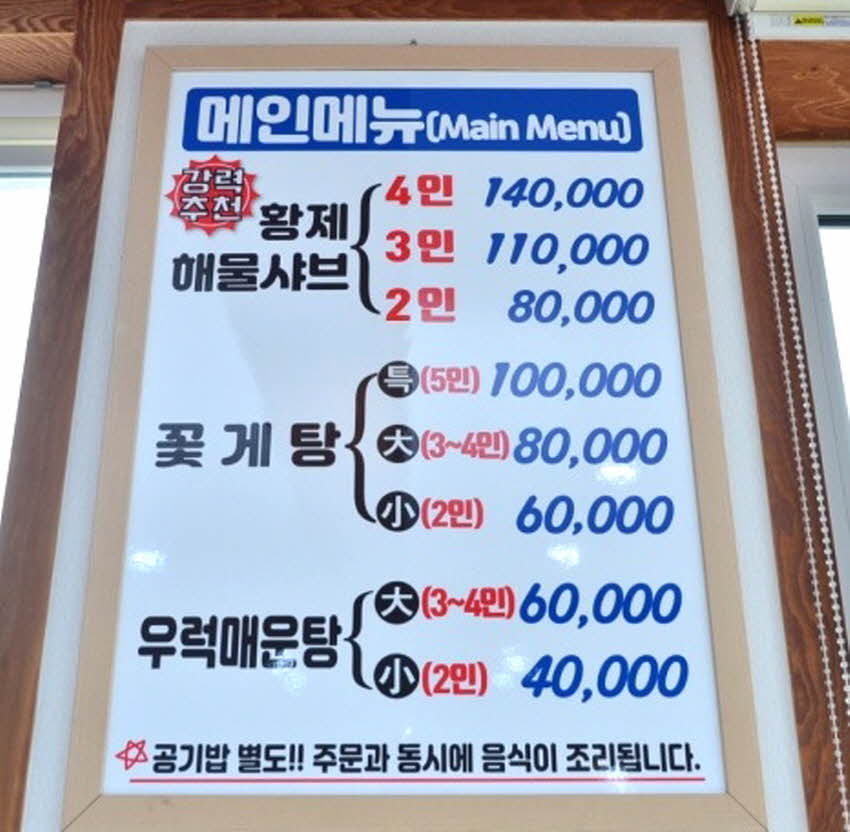 메인메뉴(Main Menu)
강력
추천
황제
해물샤브
4인 140,000
3인 110,000
2인 80,000
꽃게탕
특 (5인) 100,000
大 (3~4인) 80,000
小 (2인) 60,000
우럭매운탕
大 (3~4인) 60,000
小 (2인) 40,000
공기밥 별도!! 주문과 동시에 음식이 조리됩니다.